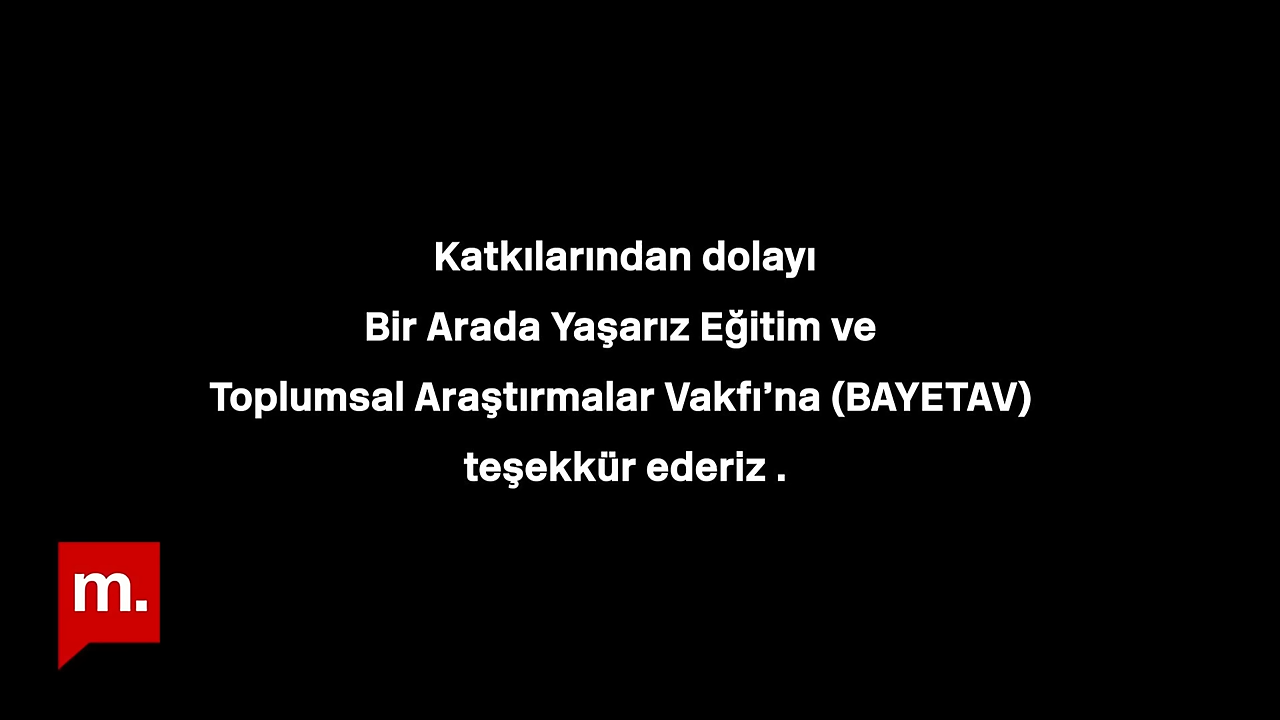 Katkılarından dolayı
Bir Arada Yaşarız Eğitim ve
Toplumsal Araştırmalar Vakfı’na (BAYETAV)
teşekkür ederiz .
m.